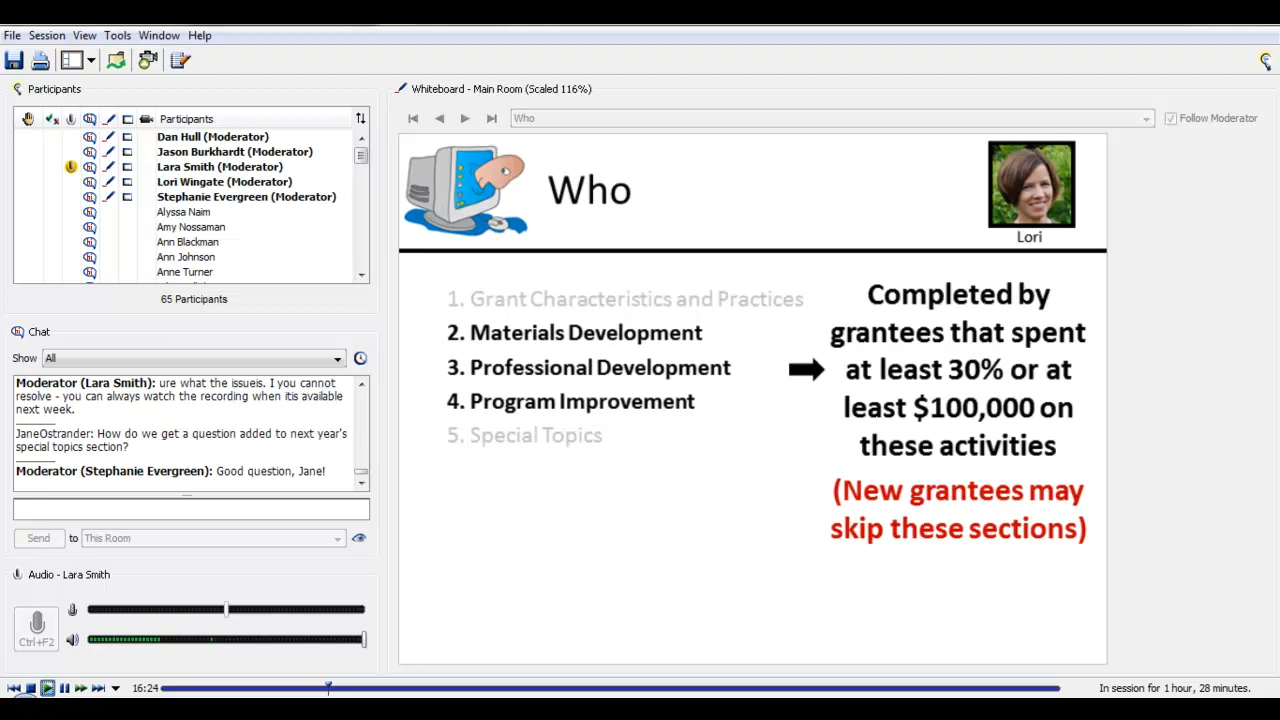 File Session View Tools Window Help
Participants
Participants
Dan Hull (Moderator)
Jason Burkhardt (Moderator)
Lara Smith (Moderator)
Lori Wingate (Moderator)
Stephanie Evergreen (Moderator)
Alyssa Naim
Amy Nossaman
Ann Blackman
Ann Johnson
Anne Turner
65 Participants
Chat
Show All
Moderator (Lara Smith): ure what the issueis. I you cannot
resolve - you can always watch the recording when itis available
next week.
JaneOstrander: How do we get a question added to next year's
special topics section?
Moderator (Stephanie Evergreen): Good question, Jane!
Send to This Room
Audio - Lara Smith
Ctrl+F2
Whiteboard - Main Room (Scaled 116%)
Who
Follow Moderator
Who
Lori
1. Grant Characteristics and Practices
2. Materials Development
3. Professional Development
4. Program Improvement
5. Special Topics
Completed by
grantees that spent
at least 30% or at
least $100,000 on
these activities
(New grantees may
skip these sections)
16:24
In session for 1 hour, 28 minutes.